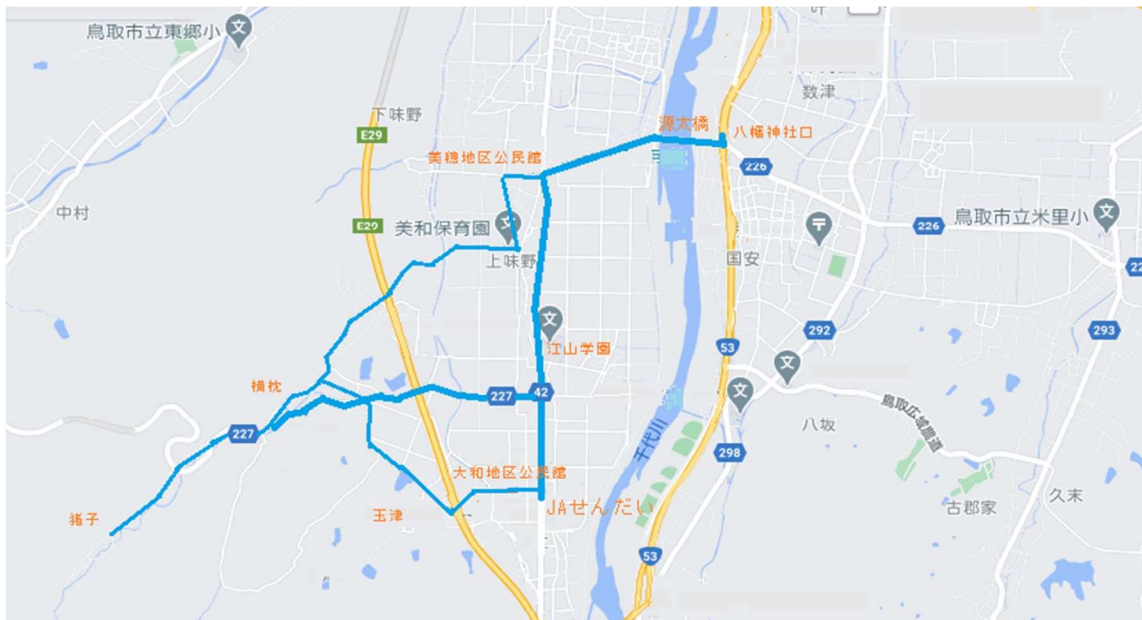 鳥取市立東郷小
下味野
E29
中村
E29
美穂地区公民館
美和保育園
上味野
源太橋
八幡神社口
数津
226
226
鳥取市立米里小
国安
292
293
江山学園
53
横枕
227
227
42
八坂
鳥取広域農道
千代川
298
大和地区公民館
JAせんだい
玉津
猪子
53
古郡家
久末